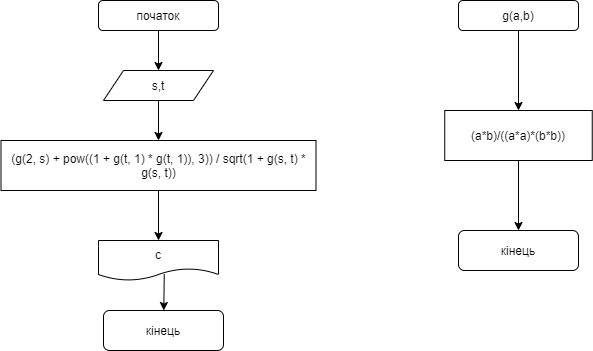 початок
s,t
(g(2, s) + pow((1 + g(t, 1) * g(t, 1)), 3)) / sqrt(1 + g(s, t) *
g(s, t))
c
кінець
g(a,b)
(a*b)/((a*a)*(b*b))
кінець